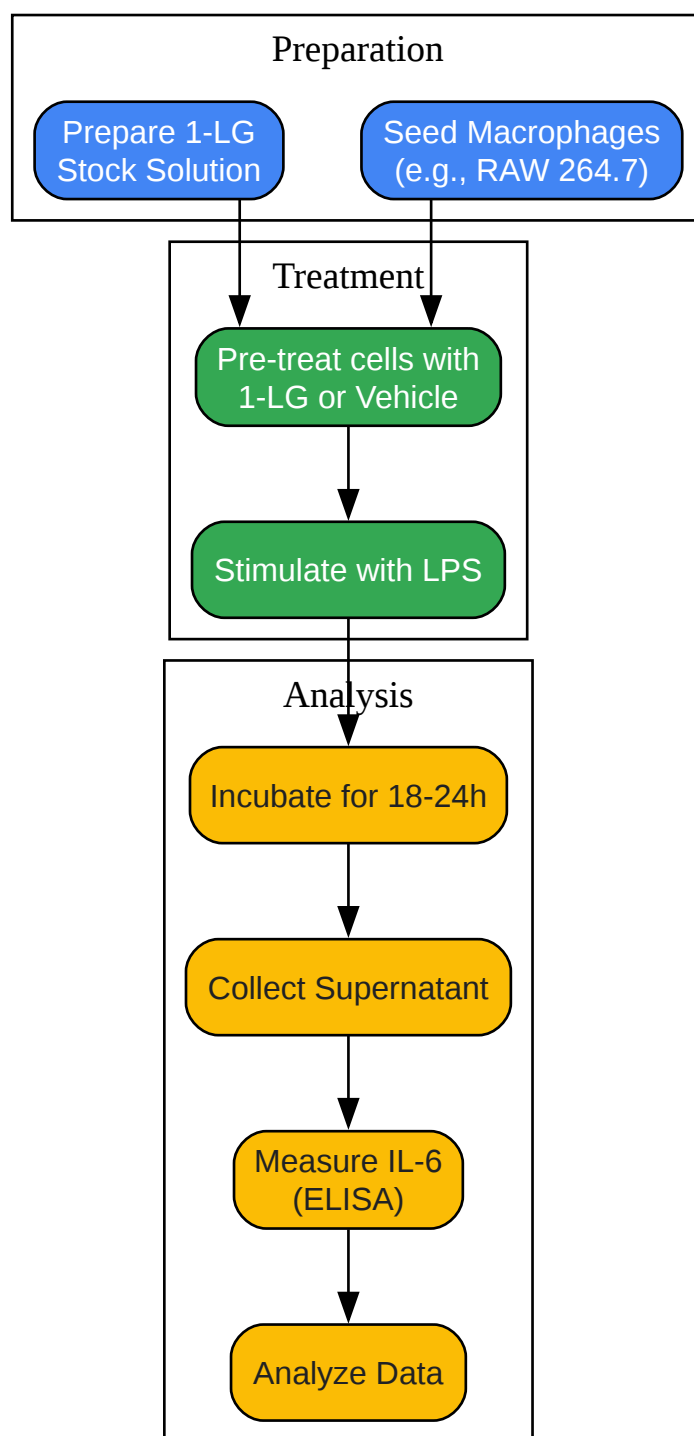 Preparation
Prepare 1-LG
Stock Solution
Seed Macrophages
(e.g., RAW 264.7)
Treatment
Pre-treat cells with
1-LG or Vehicle
Stimulate with LPS
Analysis
Incubate for 18-24h
Collect Supernatant
Measure IL-6
(ELISA)
Analyze Data